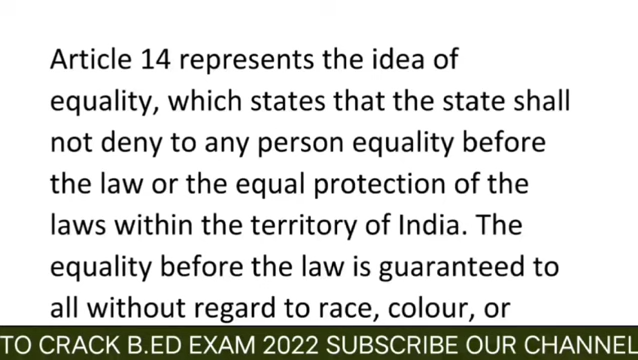 Article 14 represents the idea of
equality, which states that the state shall
not deny to any person equality before
the law or the equal protection of the
laws within the territory of India. The
equality before the law is guaranteed to
all without regard to race, colour, or
TO CRACK B.ED EXAM 2022 SUBSCRIBE OUR CHANNEL